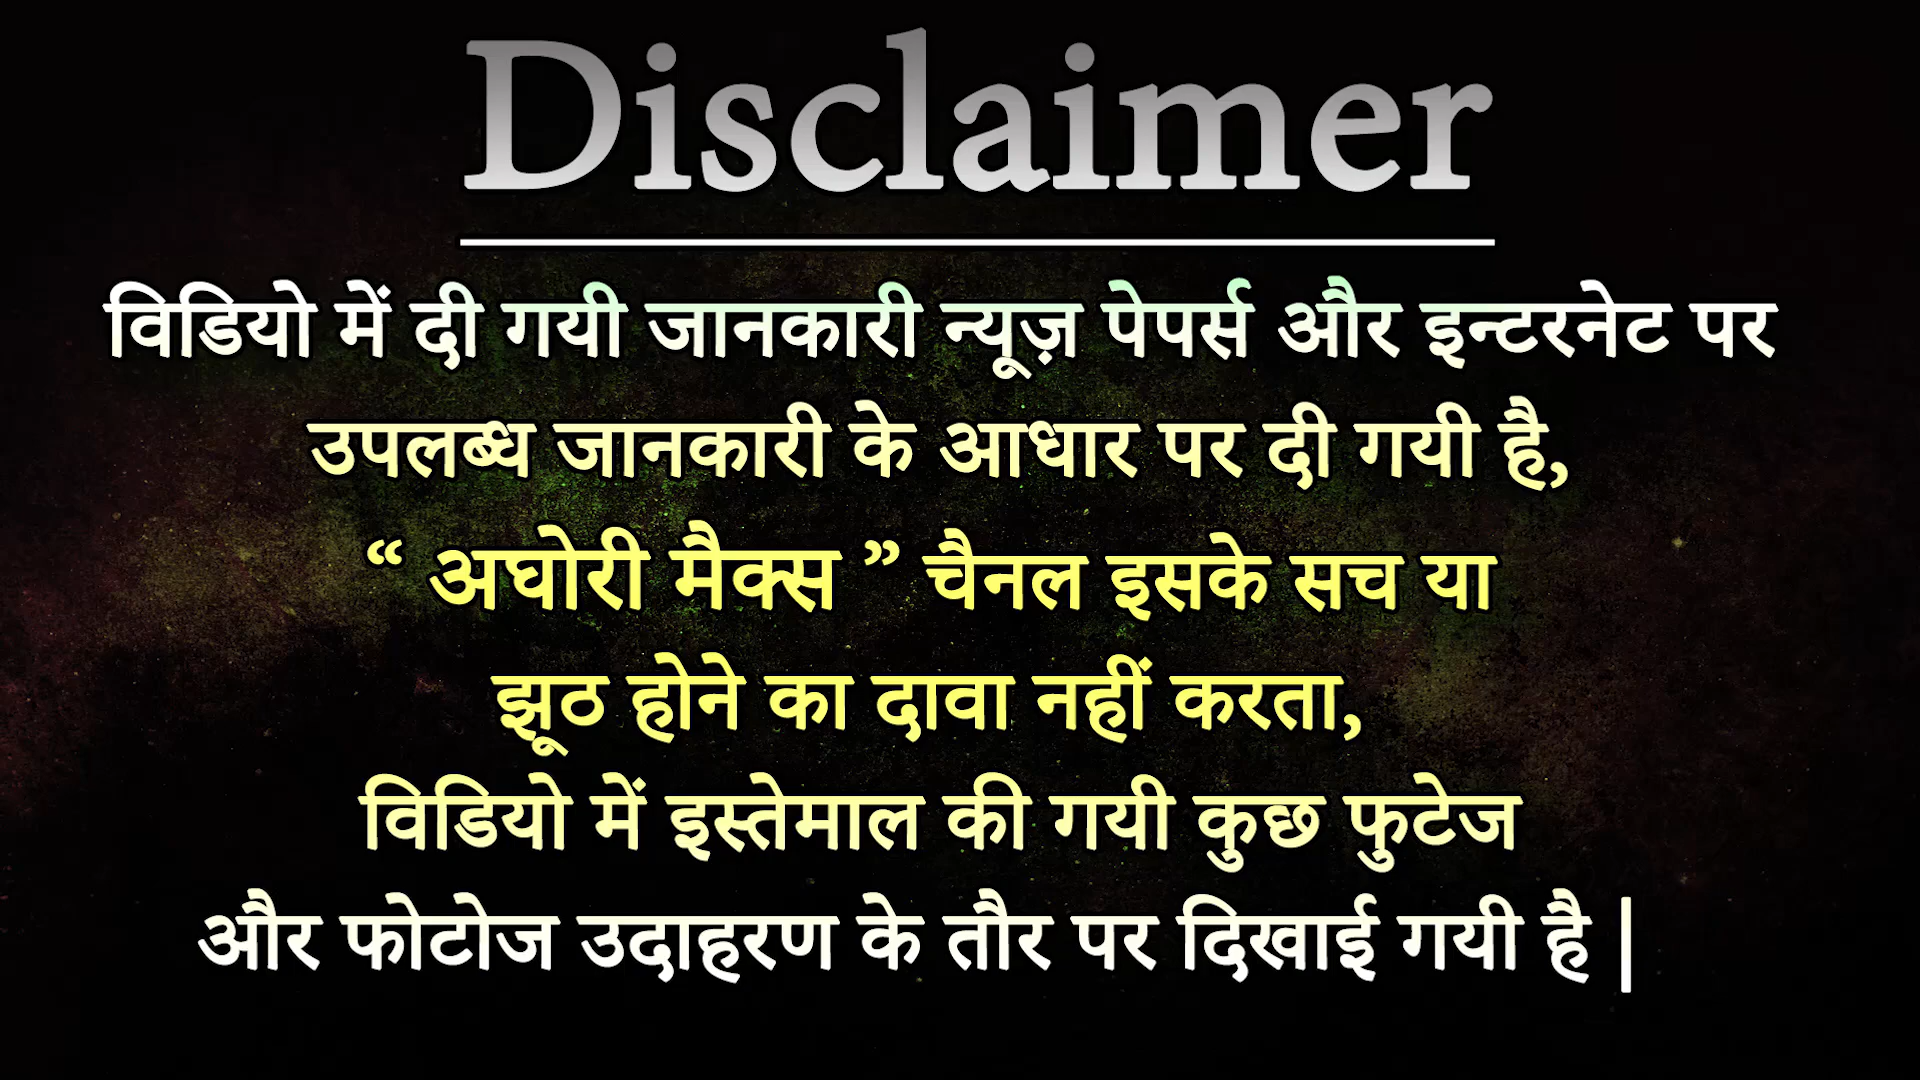 Disclaimer
विडियो में दी गयी जानकारी न्यूज़ पेपर्स और इन्टरनेट पर
उपलब्ध जानकारी के आधार पर दी गयी है,
“ अघोरी मैक्स ” चैनल इसके सच या
झूठ होने का दावा नहीं करता,
विडियो में इस्तेमाल की गयी कुछ फुटेज
और फोटोज उदाहरण के तौर पर दिखाई गयी है |